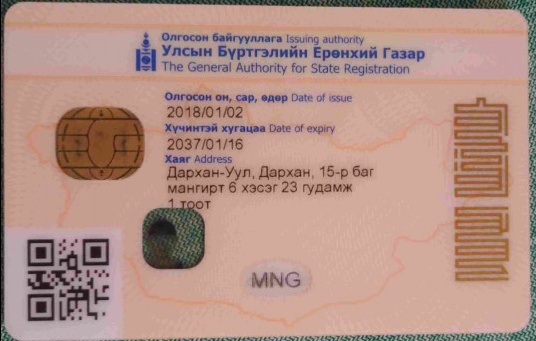 Олгосон байгууллага Issuing authority
Улсын Бүртгэлийн Ерөнхий Газар
The General Authority for State Registration
Олгосон он, сар, өдөр Date of issue
2018/01/02
Хүчинтэй хугацаа Date of expiry
2037/01/16
Хаяг Address
Дархан-Уул, Дархан, 15-р баг
мангирт 6 хэсэг 23 гудамж
1 тоот
MNG